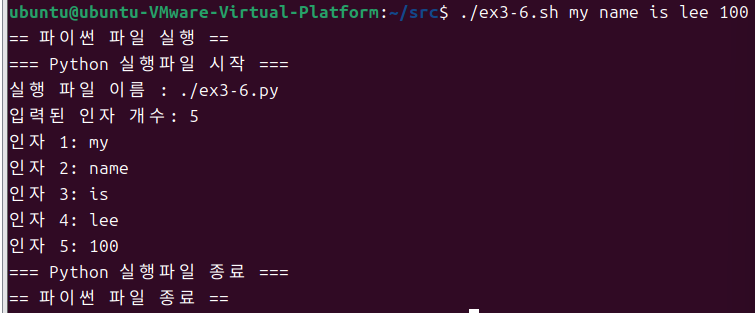 ubuntu@ubuntu-VMware-Virtual-Platform:~/src$ ./ex3-6.sh my name is lee 100
== 파이썬 파일 실행 ==
=== Python 실행파일 시작 ===
실행 파일 이름 : ./ex3-6.py
입력된 인자 개수: 5
인자 1: my
인자 2: name
인자 3: is
인자 4: lee
인자 5: 100
=== Python 실행파일 종료 ===
== 파이썬 파일 종료 ==